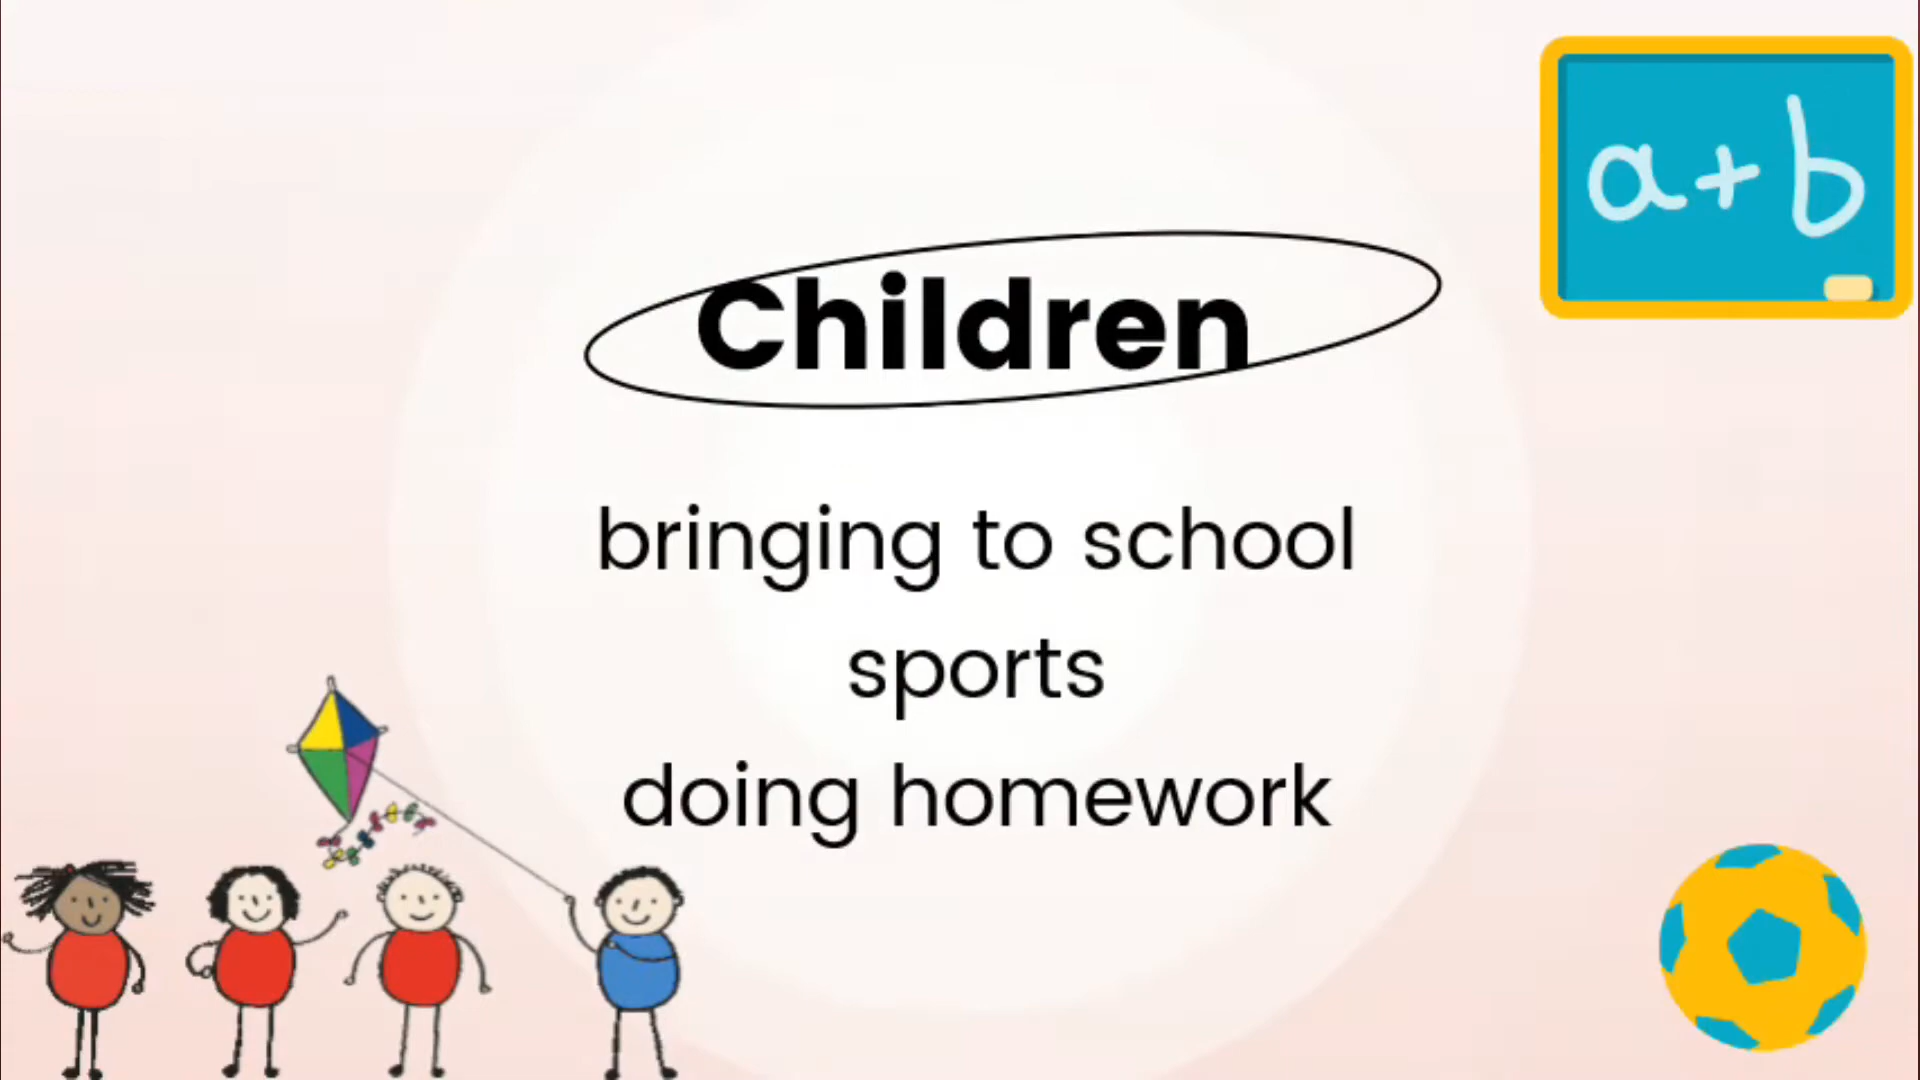 a+b
Children
bringing to school
sports
doing homework